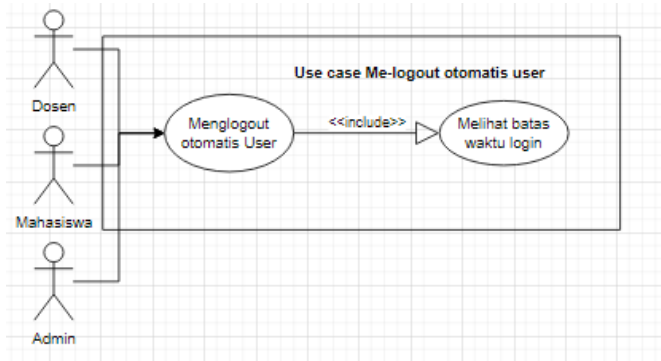 Use case Me-logout otomatis user
Dosen
Menglogout
otomatis User
<<include>>
Melihat batas
waktu login
Mahasiswa
Admin